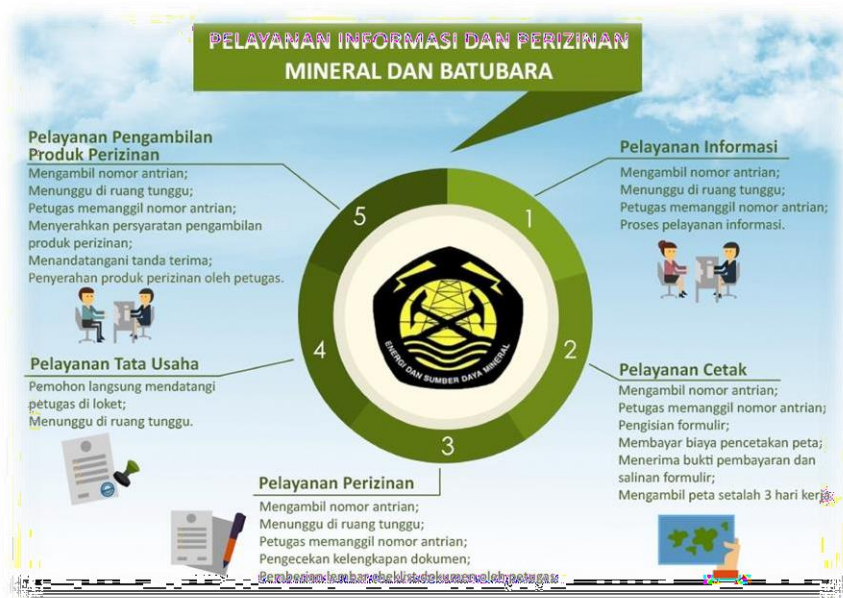 PELAYANAN INFORMASI DAN PERIZINAN
MINERAL DAN BATUBARA
Pelayanan Informasi
Mengambil nomor antrian;
Menunggu di ruang tunggu;
Petugas memanggil nomor antrian;
Proses pelayanan informasi.
1
Pelayanan Cetak
Mengambil nomor antrian;
Petugas memanggil nomor antrian;
Pengisian formulir;
Membayar biaya pencetakan peta;
Menerima bukti pembayaran dan
salinan formulir;
Mengambil peta setalah 3 hari kerja
2
Pelayanan Perizinan
Mengambil nomor antrian;
Menunggu di ruang tunggu;
Petugas memanggil nomor antrian;
Pengecekan kelengkapan dokumen;
Pemberian lembar cheklist dokumen oleh petugas;
3
Pelayanan Tata Usaha
Pemohon langsung mendatangi
petugas di loket;
Menunggu di ruang tunggu.
4
Pelayanan Pengambilan
Produk Perizinan
Mengambil nomor antrian;
Menunggu di ruang tunggu;
Petugas memanggil nomor antrian;
Menyerahkan persyaratan pengambilan
produk perizinan;
Menandatangani tanda terima;
Penyerahan produk perizinan oleh petugas.
5
ENERGI DAN SUMBER DAYA MINERAL